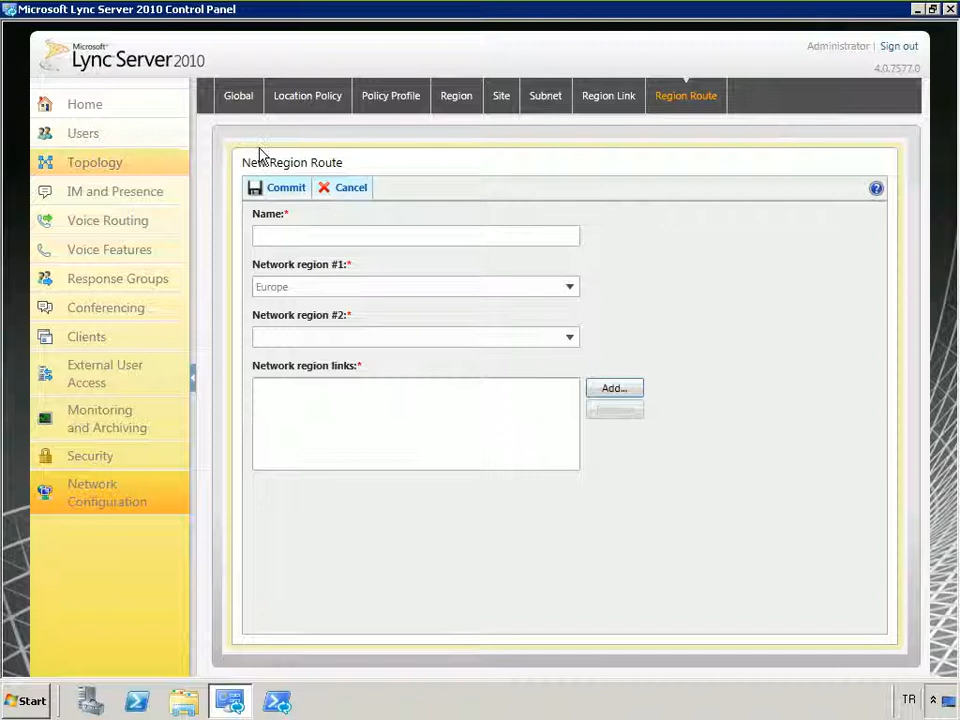 Microsoft Lync Server 2010 Control Panel
Microsoft
Lync Server 2010
Administrator | Sign out
4.0.7577.0
Home
Users
Topology
IM and Presence
Voice Routing
Voice Features
Response Groups
Conferencing
Clients
External User
Access
Monitoring
and Archiving
Security
Network
Configuration
Global
Location Policy
Policy Profile
Region
Site
Subnet
Region Link
Region Route
New Region Route
Commit
Cancel
Name:*
Network region #1:*
Europe
Network region #2:*
Network region links:*
Add...
Start
TR